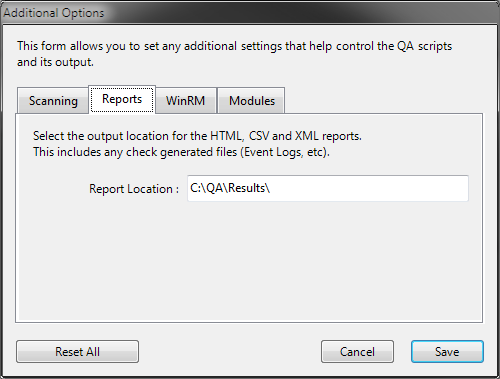 Additional Options
This form allows you to set any additional settings that help control the QA scripts
and its output.
Scanning Reports WinRM Modules
Select the output location for the HTML, CSV and XML reports.
This includes any check generated files (Event Logs, etc).
Report Location : C:\QA\Results\
Reset All Cancel Save